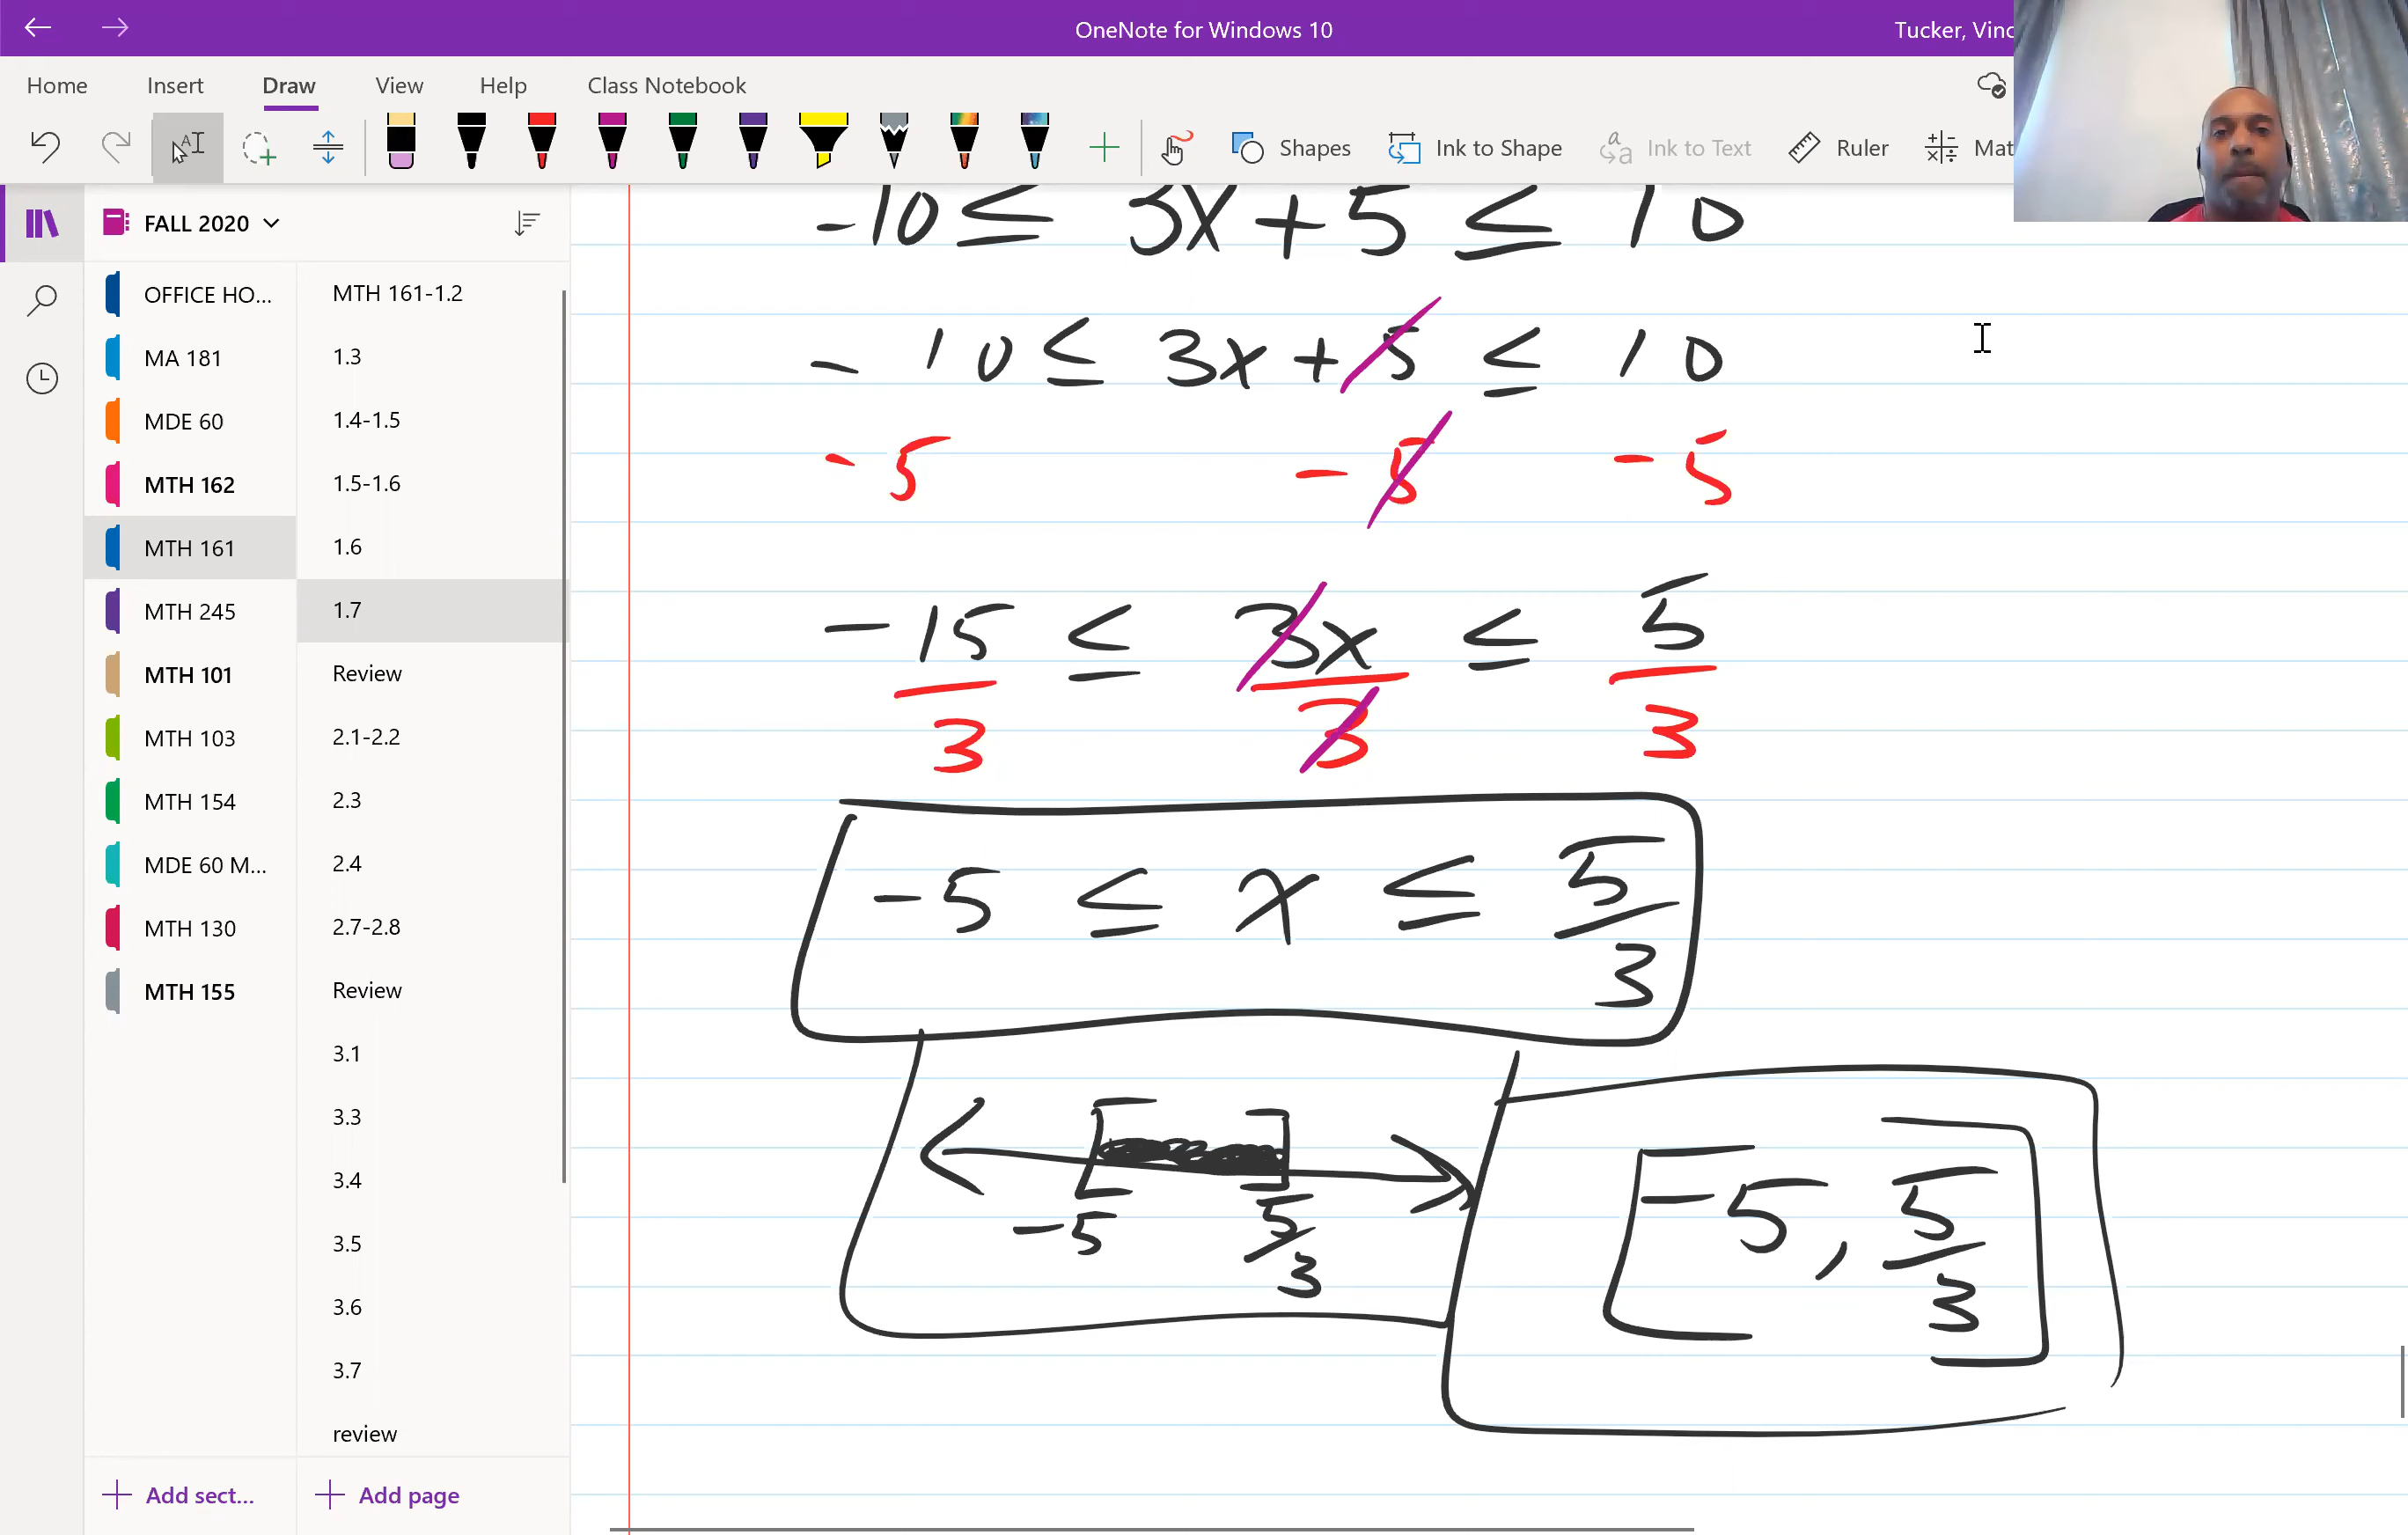 OneNote for Windows 10
Tucker, Vinc
Home Insert Draw View Help Class Notebook
Shapes Ink to Shape Ink to Text Ruler Mat
FALL 2020
OFFICE HO...
MA 181
MDE 60
MTH 162
MTH 161
MTH 245
MTH 101
MTH 103
MTH 154
MDE 60 M...
MTH 130
MTH 155
Add sect...
MTH 161-1.2
1.3
1.4-1.5
1.5-1.6
1.6
1.7
Review
2.1-2.2
2.3
2.4
2.7-2.8
Review
3.1
3.3
3.4
3.5
3.6
3.7
review
Add page
-10 ≤ 3x + 5 ≤ 10
-10 ≤ 3x + 5 ≤ 10
-5 -5 -5
-15 ≤ 3x ≤ 5
3 3 3
-5 ≤ x ≤ 5/3
[ ]
-5 5/3
[-5, 5/3]